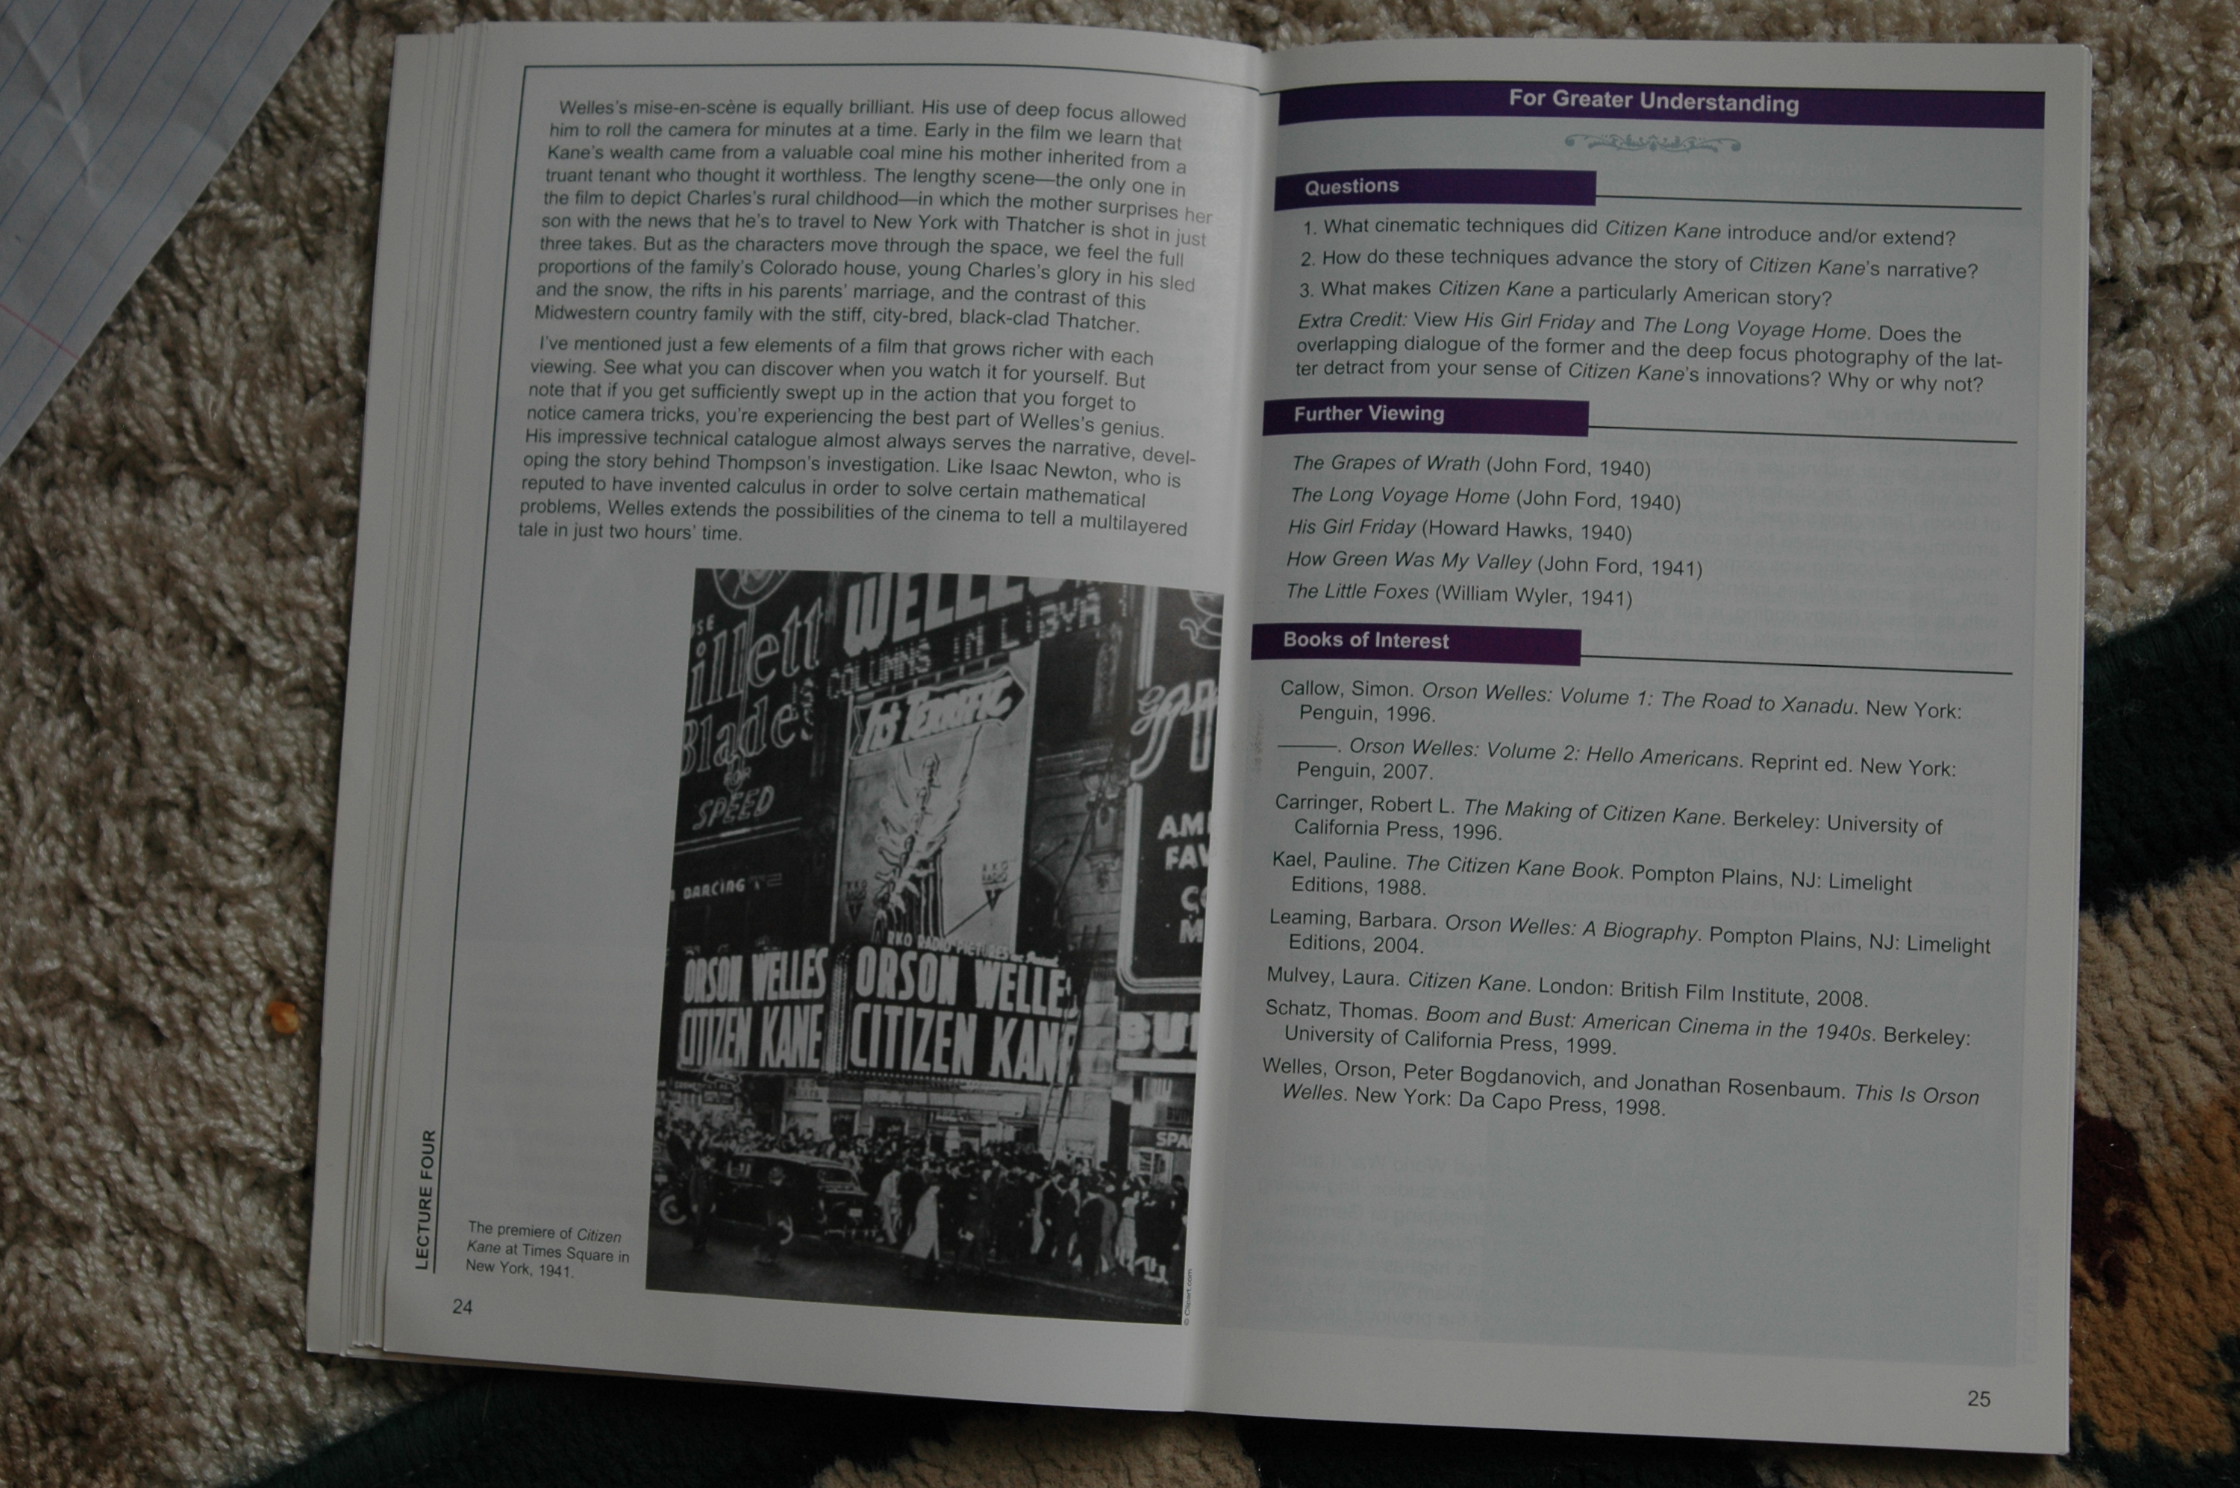 Welles's mise-en-scène is equally brilliant. His use of deep focus allowed
him to roll the camera for minutes at a time. Early in the film we learn that
Kane's wealth came from a valuable coal mine his mother inherited from a
truant tenant who thought it worthless. The lengthy scene—the only one in
the film to depict Charles's rural childhood—in which the mother surprises her
son with the news that he's to travel to New York with Thatcher is shot in just
three takes. But as the characters move through the space, we feel the full
proportions of the family's Colorado house, young Charles's glory in his sled
and the snow, the rifts in his parents' marriage, and the contrast of this
Midwestern country family with the stiff, city-bred, black-clad Thatcher.
I've mentioned just a few elements of a film that grows richer with each
viewing. See what you can discover when you watch it for yourself. But
note that if you get sufficiently swept up in the action that you forget to
notice camera tricks, you're experiencing the best part of Welles's genius.
His impressive technical catalogue almost always serves the narrative, devel-
oping the story behind Thompson's investigation. Like Isaac Newton, who is
reputed to have invented calculus in order to solve certain mathematical
problems, Welles extends the possibilities of the cinema to tell a multilayered
tale in just two hours' time.
illett
Blades
FOR
SPEED
DANCING
WELLES
COLUMNS IN LIBYA
It's Terrific
RKO RADIO PICTURES
ORSON WELLES
CITIZEN KANE
ORSON WELLES
CITIZEN KANE
AM
FAV
CO
M
BU
SPA
© Clipart.com
The premiere of Citizen
Kane at Times Square in
New York, 1941.
LECTURE FOUR
24
For Greater Understanding
Questions
1. What cinematic techniques did Citizen Kane introduce and/or extend?
2. How do these techniques advance the story of Citizen Kane's narrative?
3. What makes Citizen Kane a particularly American story?
Extra Credit: View His Girl Friday and The Long Voyage Home. Does the
overlapping dialogue of the former and the deep focus photography of the lat-
ter detract from your sense of Citizen Kane's innovations? Why or why not?
Further Viewing
The Grapes of Wrath (John Ford, 1940)
The Long Voyage Home (John Ford, 1940)
His Girl Friday (Howard Hawks, 1940)
How Green Was My Valley (John Ford, 1941)
The Little Foxes (William Wyler, 1941)
Books of Interest
Callow, Simon. Orson Welles: Volume 1: The Road to Xanadu. New York:
Penguin, 1996.
———. Orson Welles: Volume 2: Hello Americans. Reprint ed. New York:
Penguin, 2007.
Carringer, Robert L. The Making of Citizen Kane. Berkeley: University of
California Press, 1996.
Kael, Pauline. The Citizen Kane Book. Pompton Plains, NJ: Limelight
Editions, 1988.
Leaming, Barbara. Orson Welles: A Biography. Pompton Plains, NJ: Limelight
Editions, 2004.
Mulvey, Laura. Citizen Kane. London: British Film Institute, 2008.
Schatz, Thomas. Boom and Bust: American Cinema in the 1940s. Berkeley:
University of California Press, 1999.
Welles, Orson, Peter Bogdanovich, and Jonathan Rosenbaum. This Is Orson
Welles. New York: Da Capo Press, 1998.
25